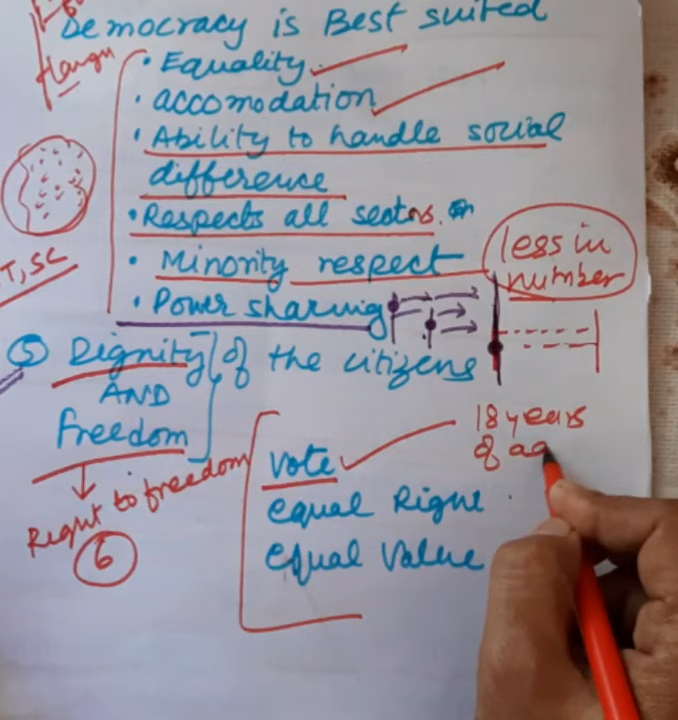 Democracy is Best suited
• Equality
• accomodation
• Ability to handle social
difference
• Respects all seators.
• Minority respect
less in
number
• Power sharing
T, SC
⑤ Dignity of the citizens
AND
freedom
Right to freedom
6
Vote
18 years
of ag
equal Right
equal Value